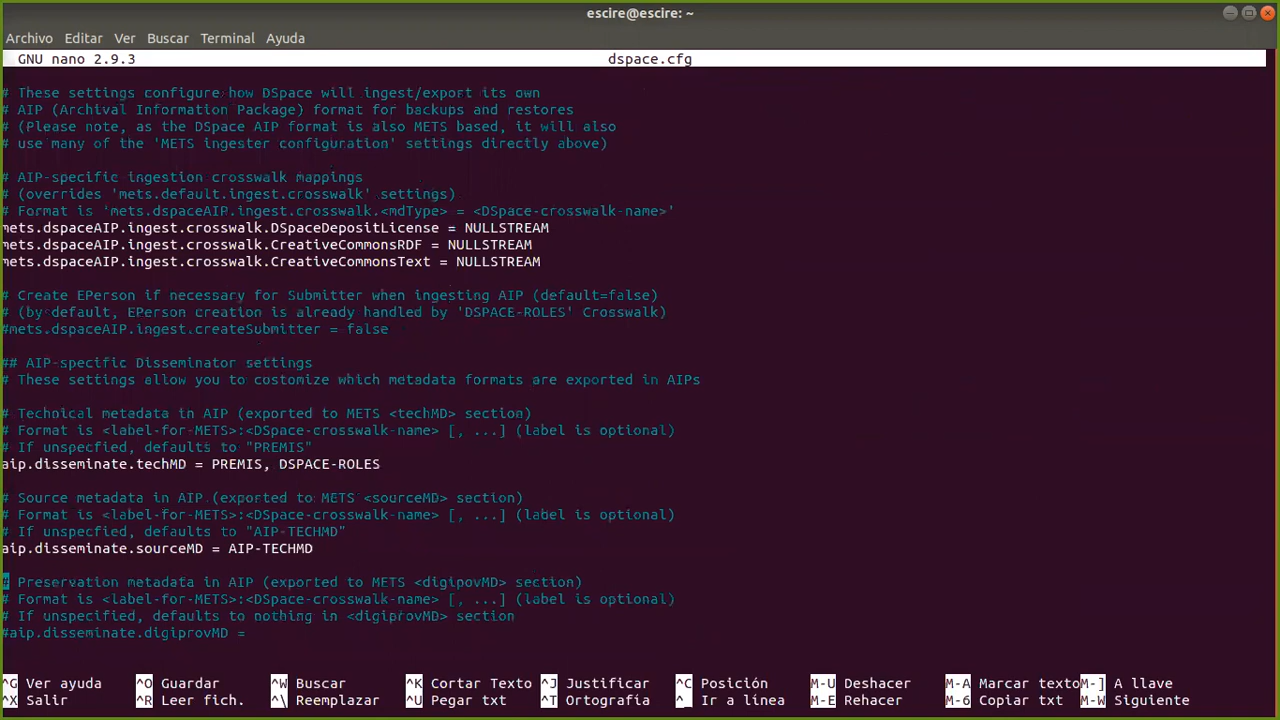 escire@escire: ~
Archivo Editar Ver Buscar Terminal Ayuda
GNU nano 2.9.3 dspace.cfg
# These settings configure how DSpace will ingest/export its own
# AIP (Archival Information Package) format for backups and restores
# (Please note, as the DSpace AIP format is also METS based, it will also
# use many of the 'METS ingester configuration' settings directly above)
# AIP-specific ingestion crosswalk mappings
# (overrides 'mets.default.ingest.crosswalk' settings)
# Format is 'mets.dspaceAIP.ingest.crosswalk.<mdType> = <DSpace-crosswalk-name>'
mets.dspaceAIP.ingest.crosswalk.DSpaceDepositLicense = NULLSTREAM
mets.dspaceAIP.ingest.crosswalk.CreativeCommonsRDF = NULLSTREAM
mets.dspaceAIP.ingest.crosswalk.CreativeCommonsText = NULLSTREAM
# Create EPerson if necessary for Submitter when ingesting AIP (default=false)
# (by default, EPerson creation is already handled by 'DSPACE-ROLES' Crosswalk)
#mets.dspaceAIP.ingest.createSubmitter = false
## AIP-specific Disseminator settings
# These settings allow you to customize which metadata formats are exported in AIPs
# Technical metadata in AIP (exported to METS <techMD> section)
# Format is <label-for-METS>:<DSpace-crosswalk-name> [, ...] (label is optional)
# If unspecfied, defaults to "PREMIS"
aip.disseminate.techMD = PREMIS, DSPACE-ROLES
# Source metadata in AIP (exported to METS <sourceMD> section)
# Format is <label-for-METS>:<DSpace-crosswalk-name> [, ...] (label is optional)
# If unspecfied, defaults to "AIP-TECHMD"
aip.disseminate.sourceMD = AIP-TECHMD
# Preservation metadata in AIP (exported to METS <digipovMD> section)
# Format is <label-for-METS>:<DSpace-crosswalk-name> [, ...] (label is optional)
# If unspecified, defaults to nothing in <digiprovMD> section
#aip.disseminate.digiprovMD =
^G Ver ayuda ^O Guardar ^W Buscar ^K Cortar Texto ^J Justificar ^C Posición M-U Deshacer M-A Marcar texto M-] A llave
^X Salir ^R Leer fich. ^\ Reemplazar ^U Pegar txt ^T Ortografía ^_ Ir a línea M-E Rehacer M-6 Copiar txt M-W Siguiente